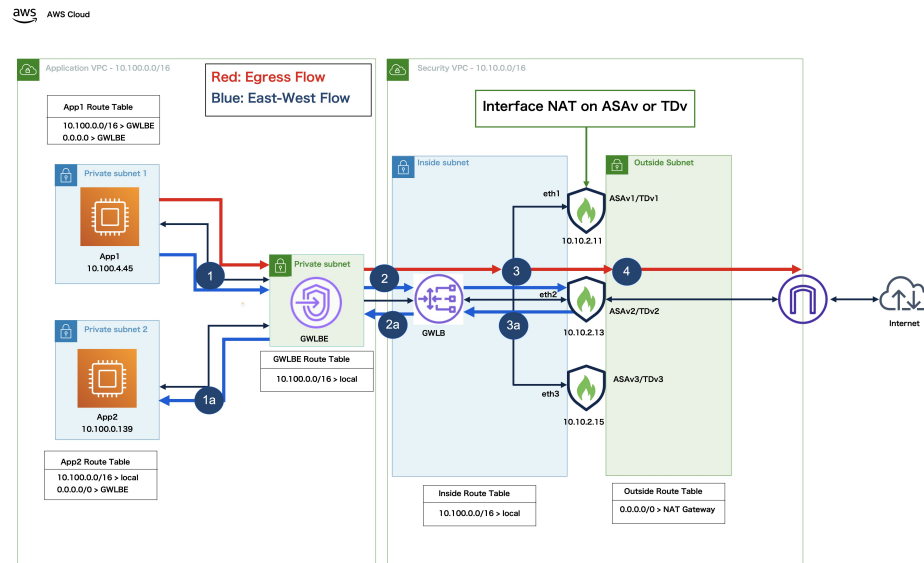 aws
AWS Cloud
Application VPC - 10.100.0.0/16
Red: Egress Flow
Blue: East-West Flow
Security VPC - 10.10.0.0/16
Interface NAT on ASAv or TDv
App1 Route Table
10.100.0.0/16 > GWLBE
0.0.0.0 > GWLBE
Private subnet 1
App1
10.100.4.45
Private subnet 2
App2
10.100.0.139
App2 Route Table
10.100.0.0/16 > local
0.0.0.0/0 > GWLBE
1
1a
Private subnet
GWLBE
GWLBE Route Table
10.100.0.0/16 > local
2
2a
Inside subnet
GWLB
3
3a
eth1
eth2
eth3
Outside Subnet
ASAv1/TDv1
10.10.2.11
4
ASAv2/TDv2
10.10.2.13
ASAv3/TDv3
10.10.2.15
Inside Route Table
10.100.0.0/16 > local
Outside Route Table
0.0.0.0/0 > NAT Gateway
Internet